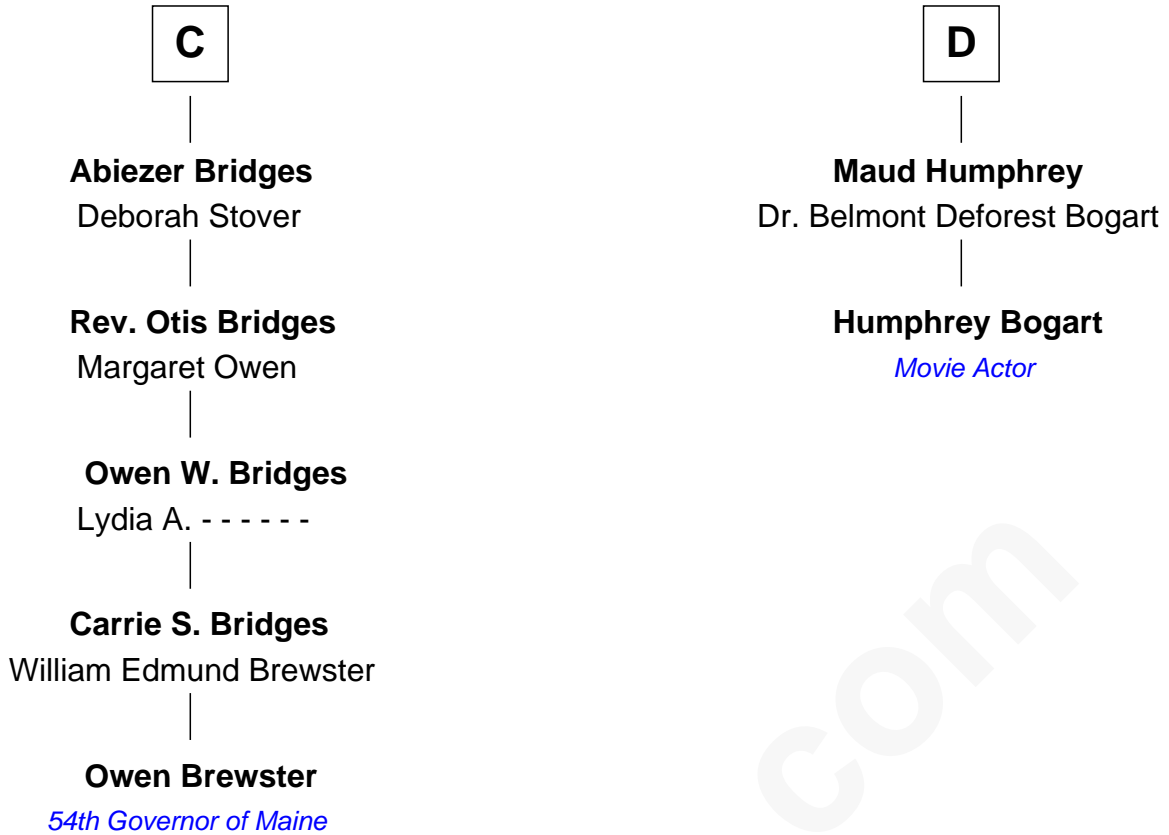 C
Abiezer Bridges
Deborah Stover
Rev. Otis Bridges
Margaret Owen
Owen W. Bridges
Lydia A. - - - - - -
Carrie S. Bridges
William Edmund Brewster
Owen Brewster
54th Governor of Maine
D
Maud Humphrey
Dr. Belmont Deforest Bogart
Humphrey Bogart
Movie Actor
com